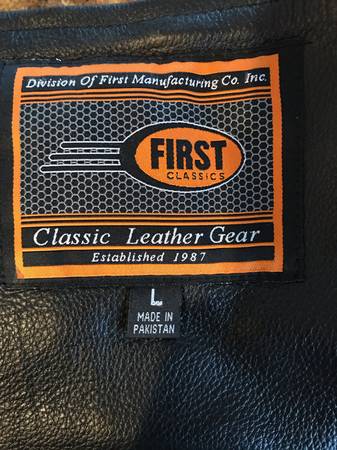 Division Of First Manufacturing Co. Inc.
FIRST
CLASSICS
Classic Leather Gear
Established 1987
L
MADE IN
PAKISTAN